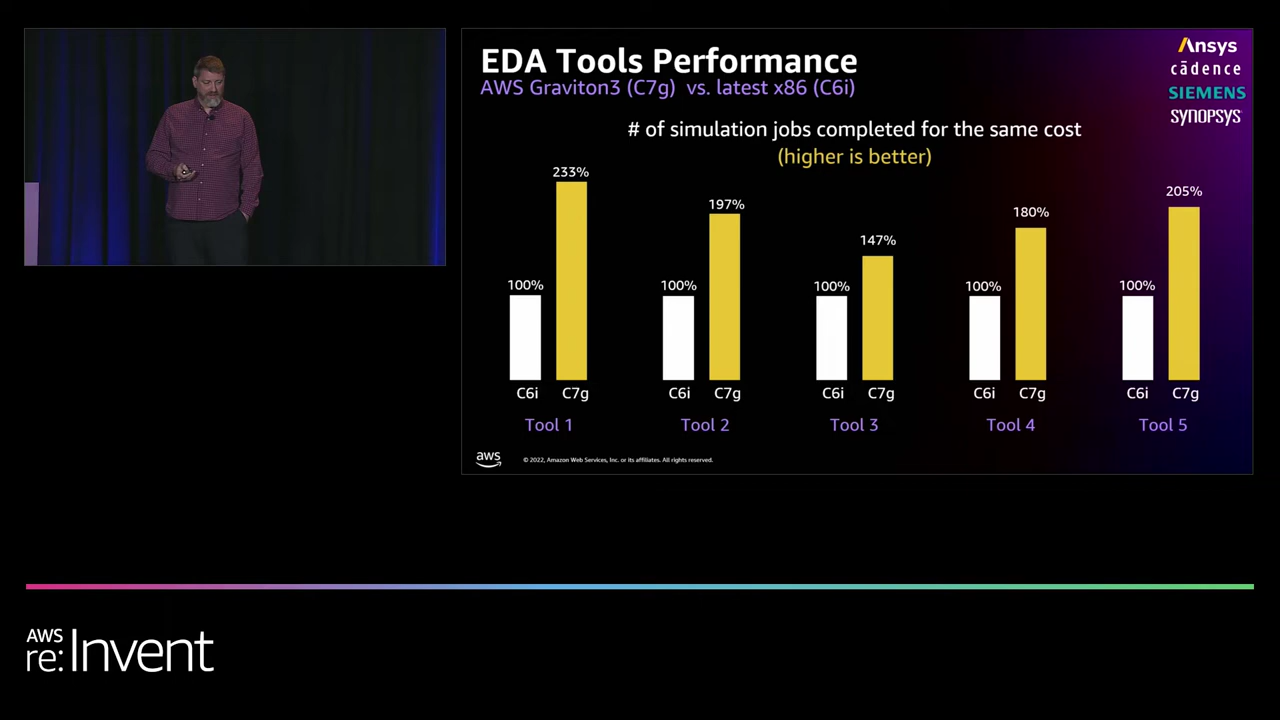 EDA Tools Performance
AWS Graviton3 (C7g) vs. latest x86 (C6i)
Ansys
cādence
SIEMENS
SYNOPSYS
# of simulation jobs completed for the same cost
(higher is better)
100%
233%
C6i
C7g
Tool 1
100%
197%
C6i
C7g
Tool 2
100%
147%
C6i
C7g
Tool 3
100%
180%
C6i
C7g
Tool 4
100%
205%
C6i
C7g
Tool 5
aws
© 2022, Amazon Web Services, Inc. or its affiliates. All rights reserved.
AWS
re:Invent